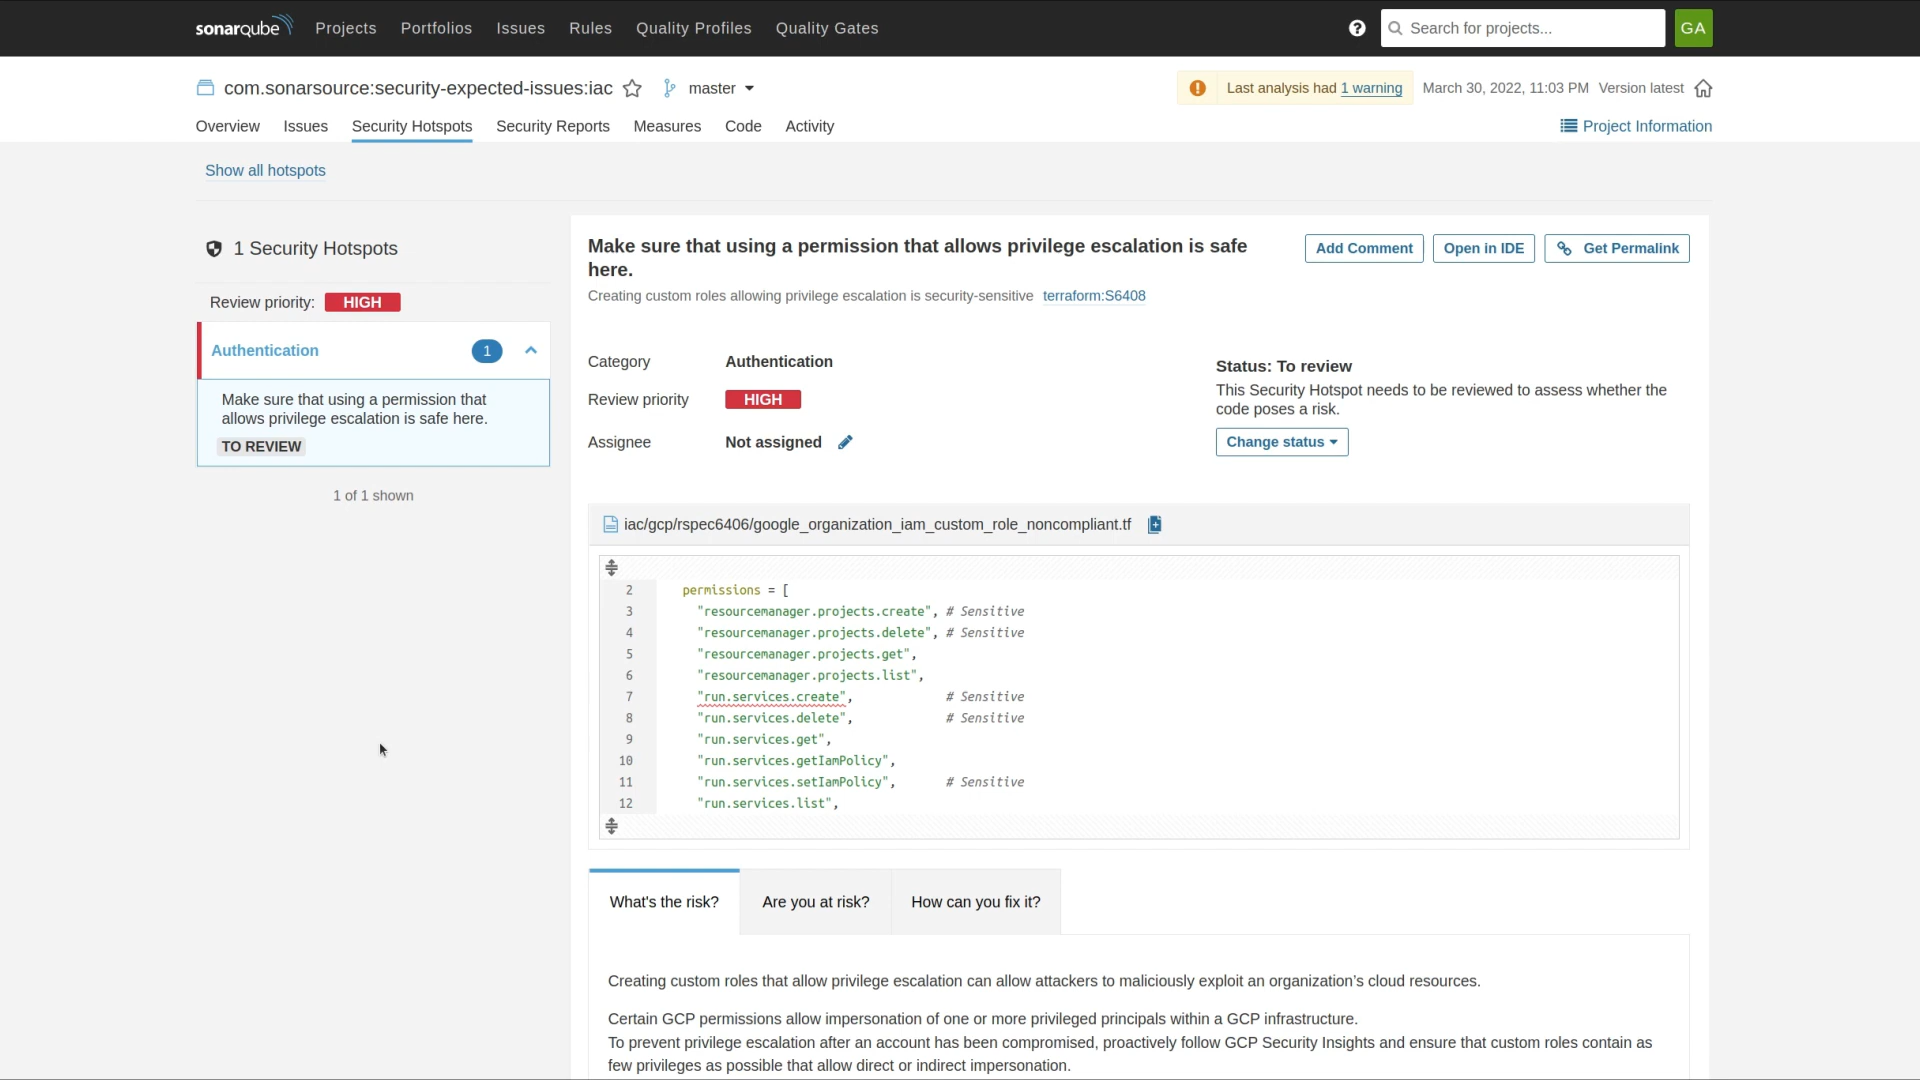 sonarqube Projects Portfolios Issues Rules Quality Profiles Quality Gates ? Search for projects... GA
com.sonarsource:security-expected-issues:iac master Last analysis had 1 warning March 30, 2022, 11:03 PM Version latest
Overview Issues Security Hotspots Security Reports Measures Code Activity Project Information
Show all hotspots
1 Security Hotspots
Review priority: HIGH
Authentication 1
Make sure that using a permission that
allows privilege escalation is safe here.
TO REVIEW
1 of 1 shown
Make sure that using a permission that allows privilege escalation is safe
here.
Add Comment Open in IDE Get Permalink
Creating custom roles allowing privilege escalation is security-sensitive terraform:S6408
Category Authentication
Review priority HIGH
Assignee Not assigned
Status: To review
This Security Hotspot needs to be reviewed to assess whether the
code poses a risk.
Change status
iac/gcp/rspec6406/google_organization_iam_custom_role_noncompliant.tf
2 permissions = [
3 "resourcemanager.projects.create", # Sensitive
4 "resourcemanager.projects.delete", # Sensitive
5 "resourcemanager.projects.get",
6 "resourcemanager.projects.list",
7 "run.services.create", # Sensitive
8 "run.services.delete", # Sensitive
9 "run.services.get",
10 "run.services.getIamPolicy",
11 "run.services.setIamPolicy", # Sensitive
12 "run.services.list",
What's the risk? Are you at risk? How can you fix it?
Creating custom roles that allow privilege escalation can allow attackers to maliciously exploit an organization’s cloud resources.
Certain GCP permissions allow impersonation of one or more privileged principals within a GCP infrastructure.
To prevent privilege escalation after an account has been compromised, proactively follow GCP Security Insights and ensure that custom roles contain as
few privileges as possible that allow direct or indirect impersonation.